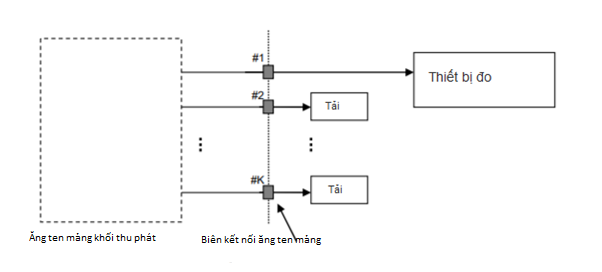 #1
Thiết bị đo
#2
Tải
#K
Tải
Ăng ten mảng khối thu phát
Biên kết nối ăng ten mảng